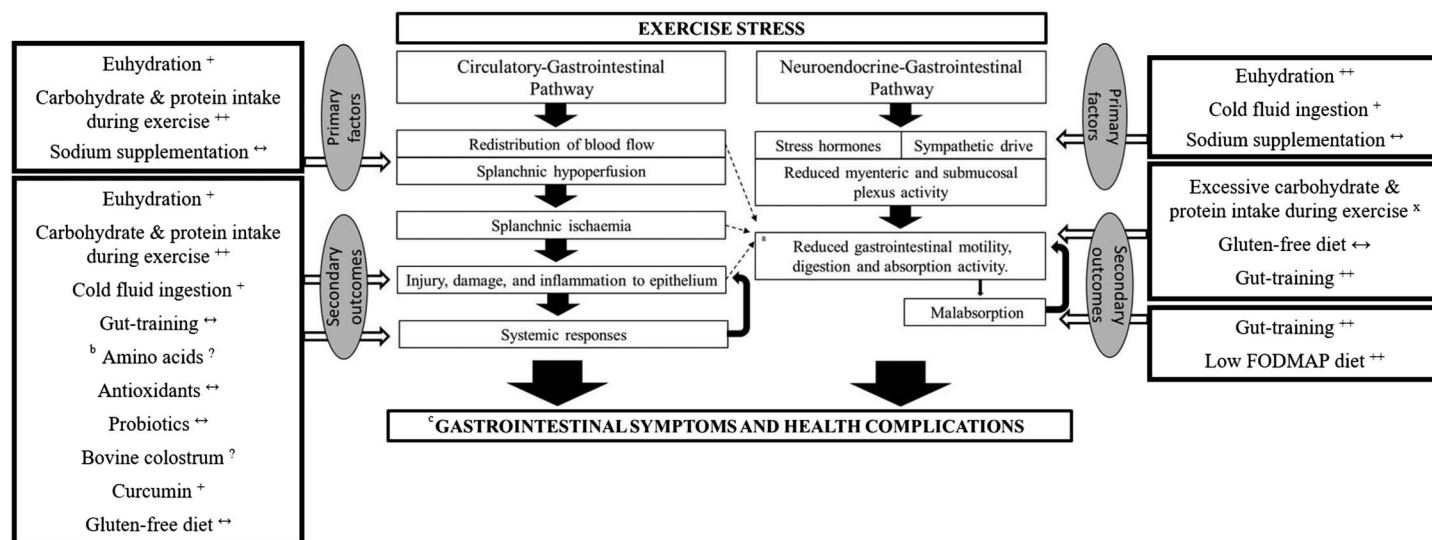 EXERCISE STRESS
Euhydration +
Carbohydrate & protein intake
during exercise ++
Sodium supplementation ↔
Primary
factors
Euhydration +
Carbohydrate & protein intake
during exercise ++
Cold fluid ingestion +
Gut-training ↔
b Amino acids ?
Antioxidants ↔
Probiotics ↔
Bovine colostrum ?
Curcumin +
Gluten-free diet ↔
Secondary
outcomes
Circulatory-Gastrointestinal
Pathway
Redistribution of blood flow
Splanchnic hypoperfusion
Splanchnic ischaemia
Injury, damage, and inflammation to epithelium
Systemic responses
Neuroendocrine-Gastrointestinal
Pathway
Stress hormones
Sympathetic drive
Reduced myenteric and submucosal
plexus activity
a
Reduced gastrointestinal motility,
digestion and absorption activity.
Malabsorption
Primary
factors
Euhydration ++
Cold fluid ingestion +
Sodium supplementation ↔
Secondary
outcomes
Excessive carbohydrate &
protein intake during exercise x
Gluten-free diet ↔
Gut-training ++
Gut-training ++
Low FODMAP diet ++
c GASTROINTESTINAL SYMPTOMS AND HEALTH COMPLICATIONS